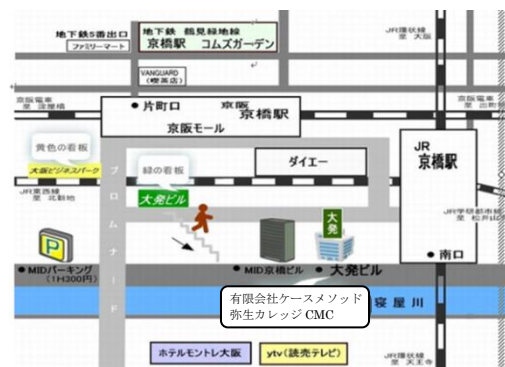 地下鉄5番出口
ファミリーマート
地下鉄 鶴見緑地線
京橋駅 コムズガーデン
JR環状線
至 大阪
VANGUARD
(喫茶店)
京阪電車
至 淀屋橋
●片町口
京阪
京橋駅
京阪モール
京阪電車
至 出町
黄色の看板
大阪ビジネスパーク
緑の看板
大発ビル
プロムナード
ダイエー
JR
京橋駅
JR東西線
至 北新地
JR学研都市線
至 松井山
大発
●南口
●MIDパーキング
(1H300円)
●MID京橋ビル
●大発ビル
有限会社ケースメソッド
弥生カレッジ CMC
寝屋川
ホテルモントレ大阪
ytv(読売テレビ)
JR環状線
至 天王寺